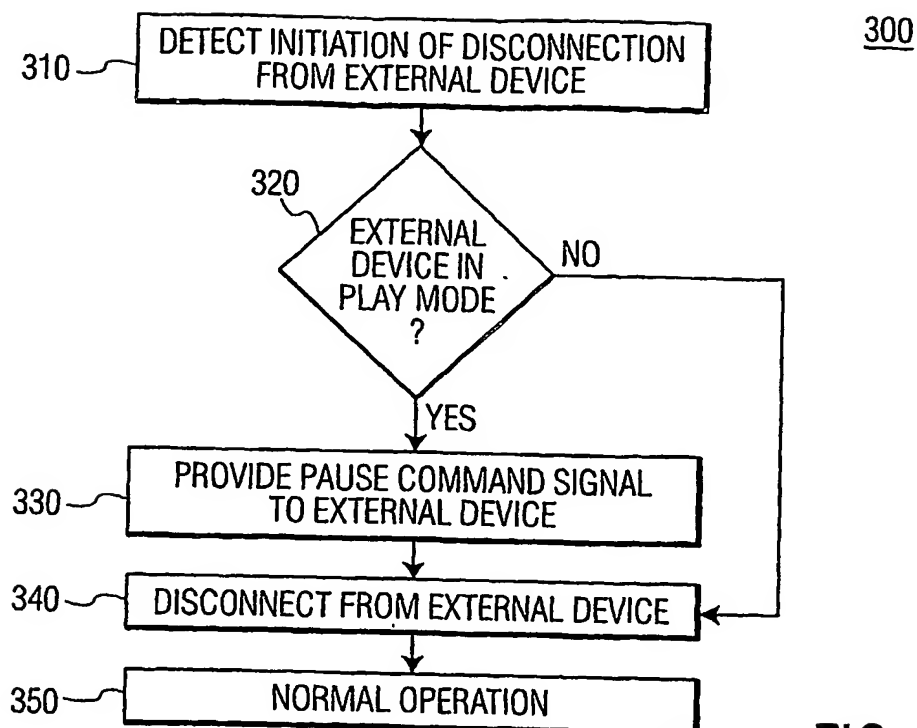 300
310
DETECT INITIATION OF DISCONNECTION
FROM EXTERNAL DEVICE
320
EXTERNAL
DEVICE IN
PLAY MODE
?
NO
YES
330
PROVIDE PAUSE COMMAND SIGNAL
TO EXTERNAL DEVICE
340
DISCONNECT FROM EXTERNAL DEVICE
350
NORMAL OPERATION